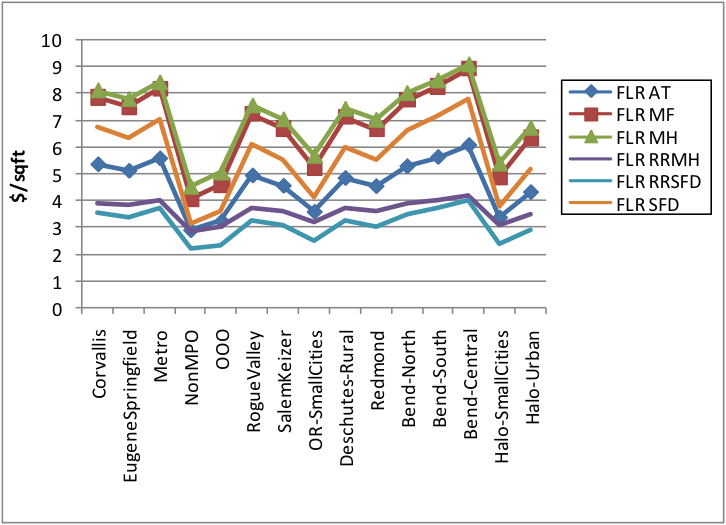 10
9
8
7
6
5
4
3
2
1
0
$/sqft
Corvallis
EugeneSpringfield
Metro
NonMPO
OOO
RogueValley
SalemKeizer
OR-SmallCities
Deschutes-Rural
Redmond
Bend-North
Bend-South
Bend-Central
Halo-SmallCities
Halo-Urban
FLR AT
FLR MF
FLR MH
FLR RRMH
FLR RRSFD
FLR SFD